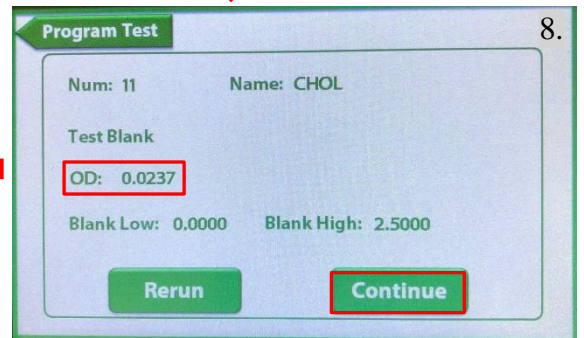 Program Test
8.
Num: 11 Name: CHOL
Test Blank
OD: 0.0237
Blank Low: 0.0000 Blank High: 2.5000
Rerun Continue